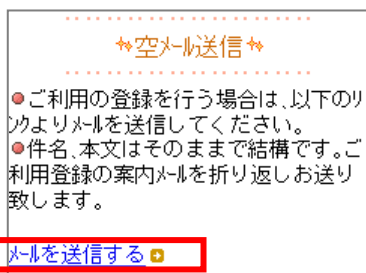 空メール送信
●ご利用の登録を行う場合は、以下のリ
ンクよりメールを送信してください。
●件名、本文はそのままで結構です。ご
利用登録の案内メールを折り返しお送り
致します。
メールを送信する